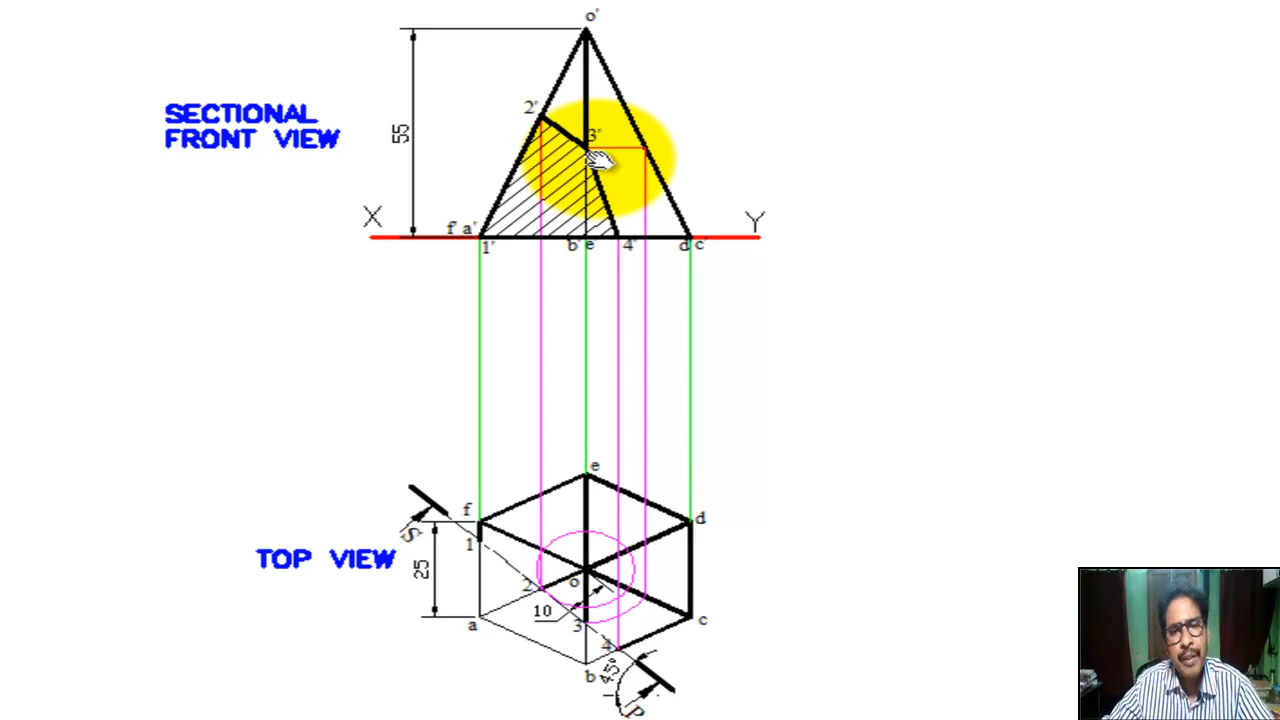 o'
SECTIONAL
FRONT VIEW
55
2'
3'
X
Y
f' a'
1'
b' e'
4'
d' c'
TOP VIEW
S
25
f
1
e
d
2
o
10
3
a
c
4
b
45°
P